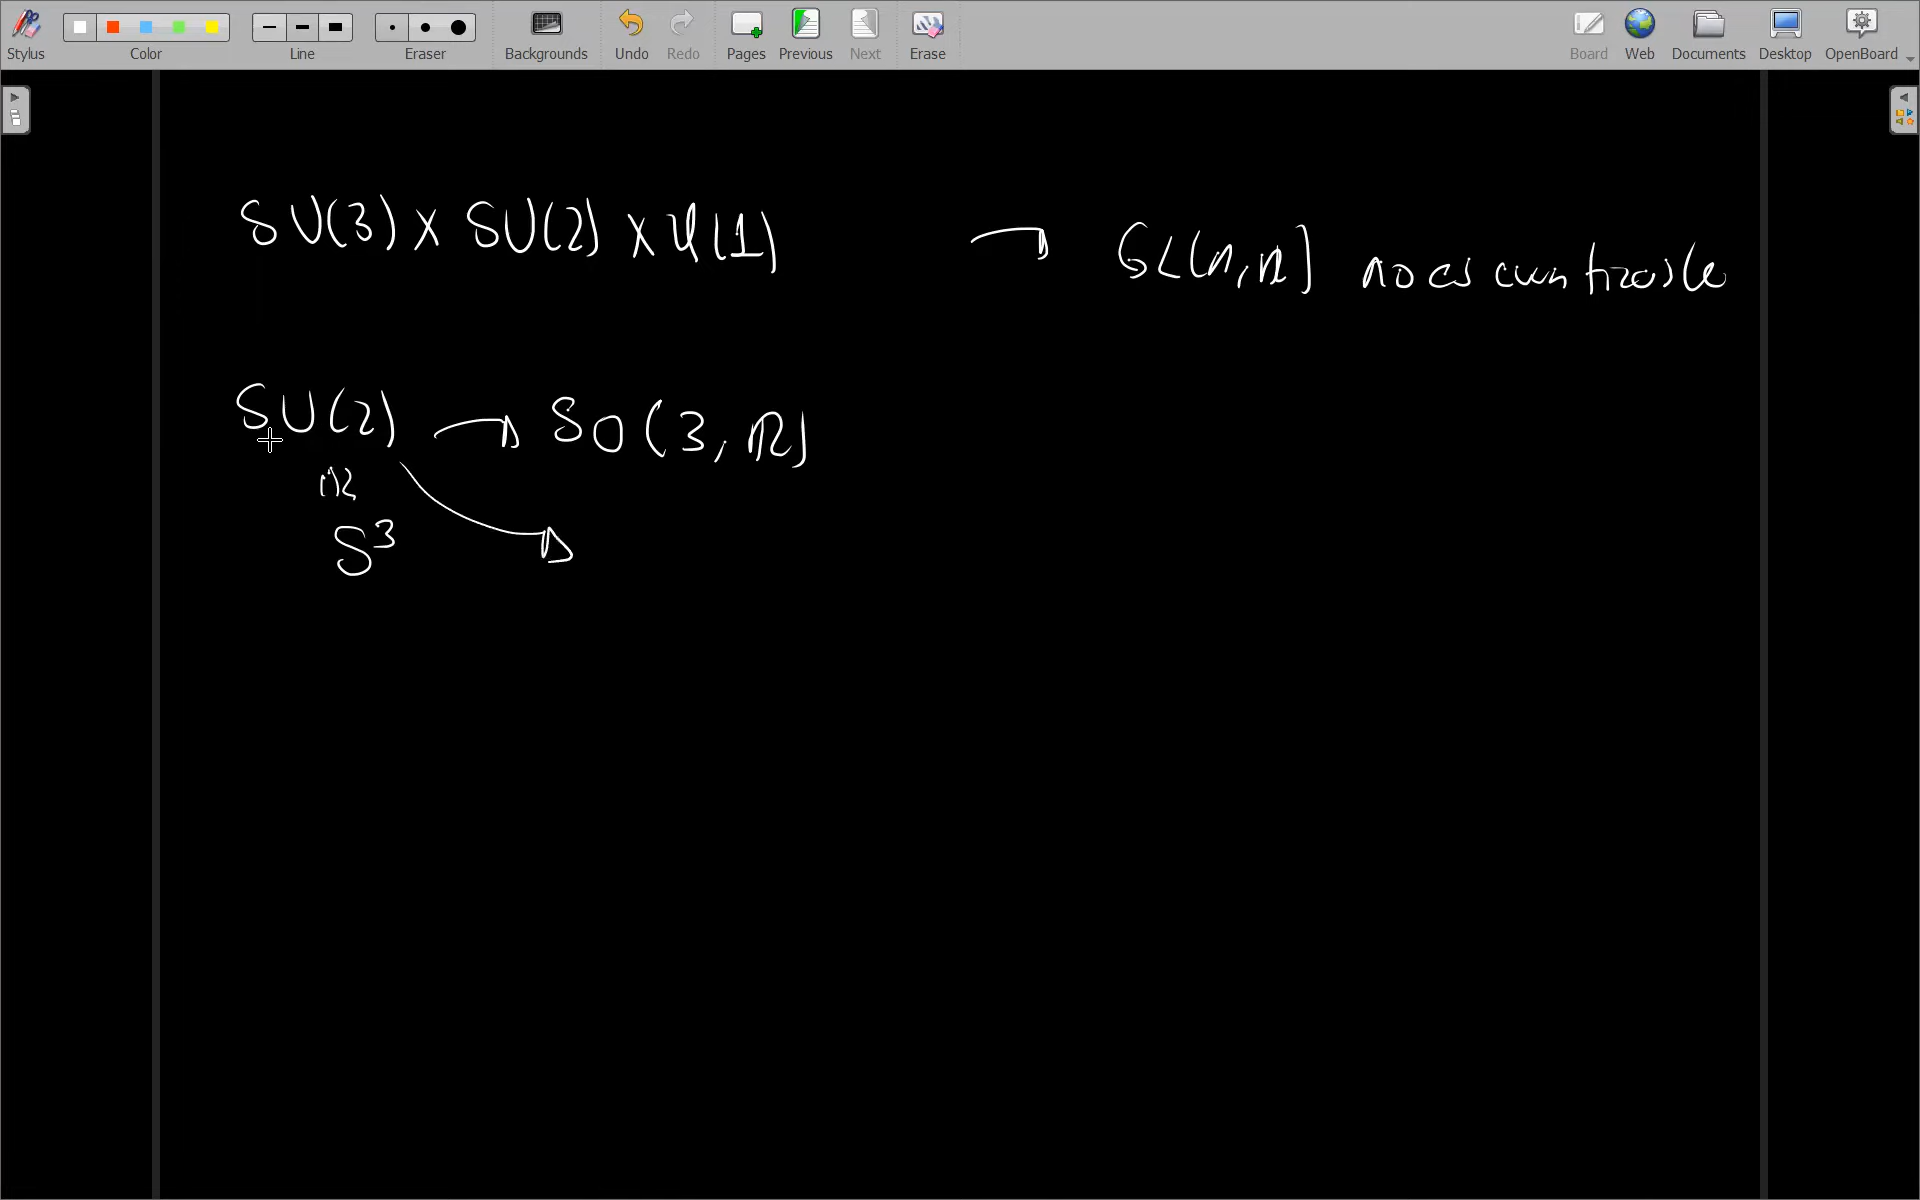 Stylus Color Line Eraser Backgrounds Undo Redo Pages Previous Next Erase Board Web Documents Desktop OpenBoard
SU(3) x SU(2) x U(1) → GL(n,R) no es cuantizable
SU(2) → SO(3, R)
S³